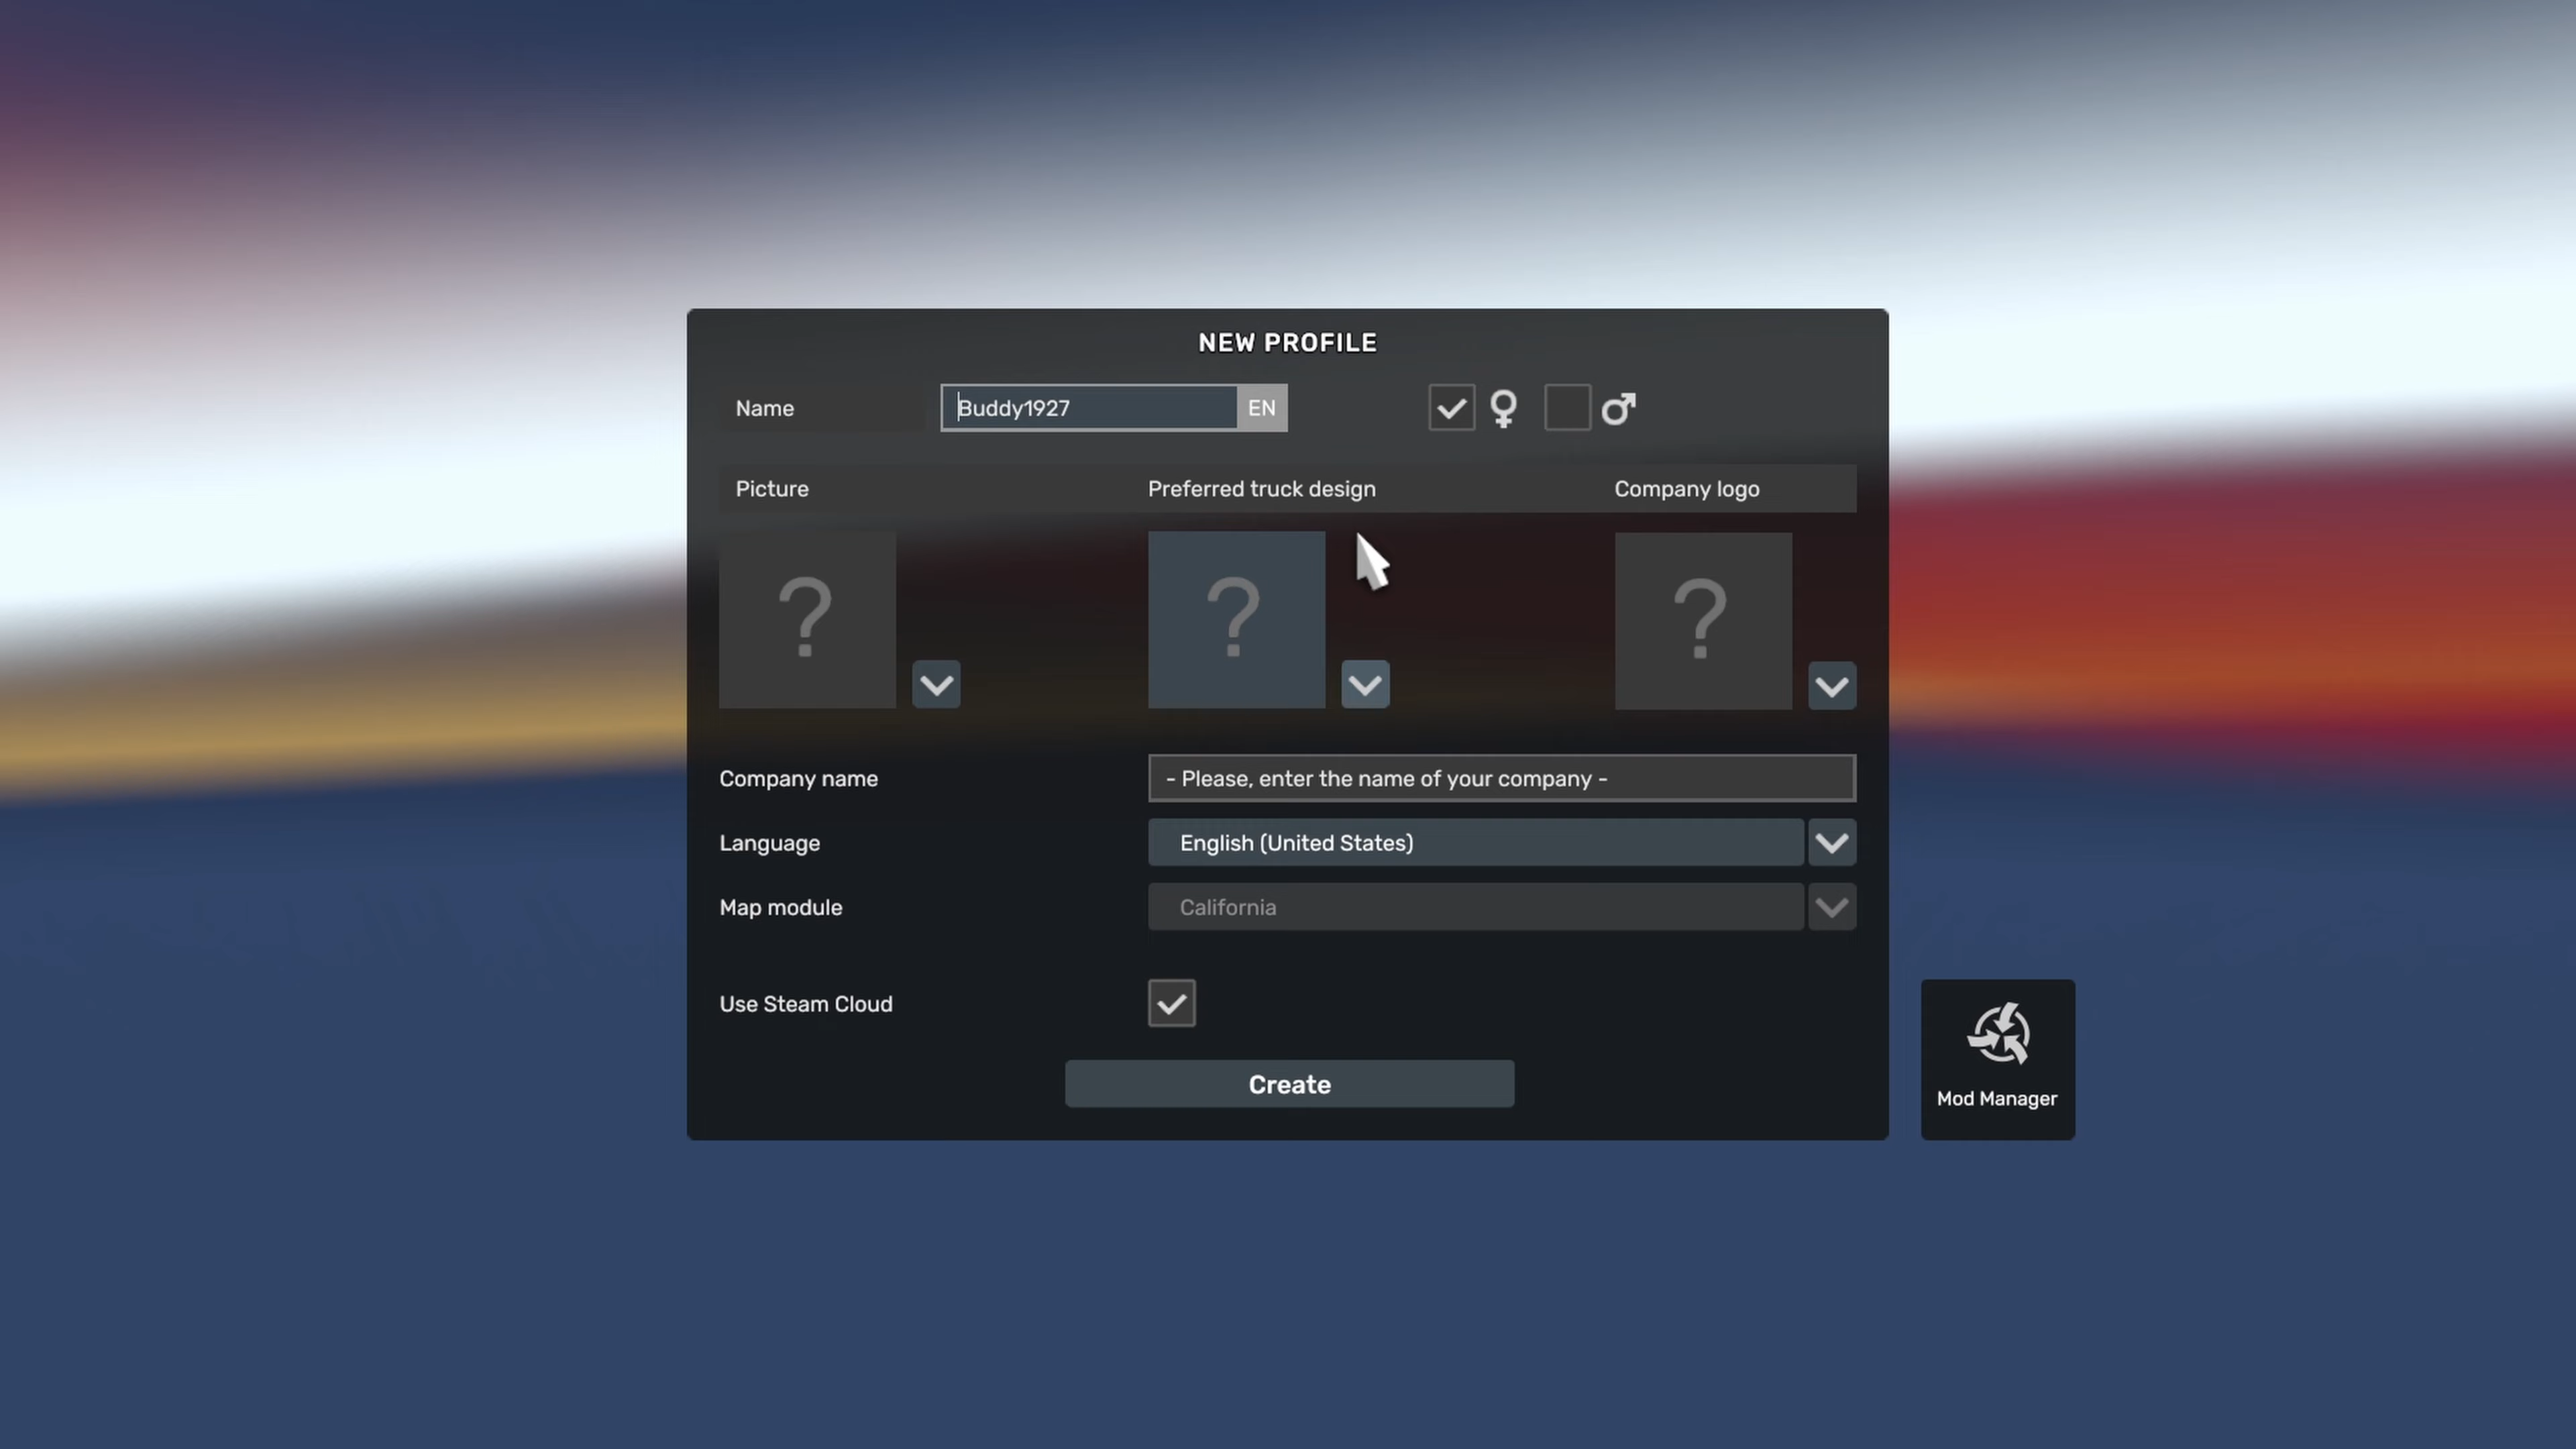 NEW PROFILE
Name
Buddy1927
EN
Picture
Preferred truck design
Company logo
?
?
?
Company name
- Please, enter the name of your company -
Language
English (United States)
Map module
California
Use Steam Cloud
Create
Mod Manager